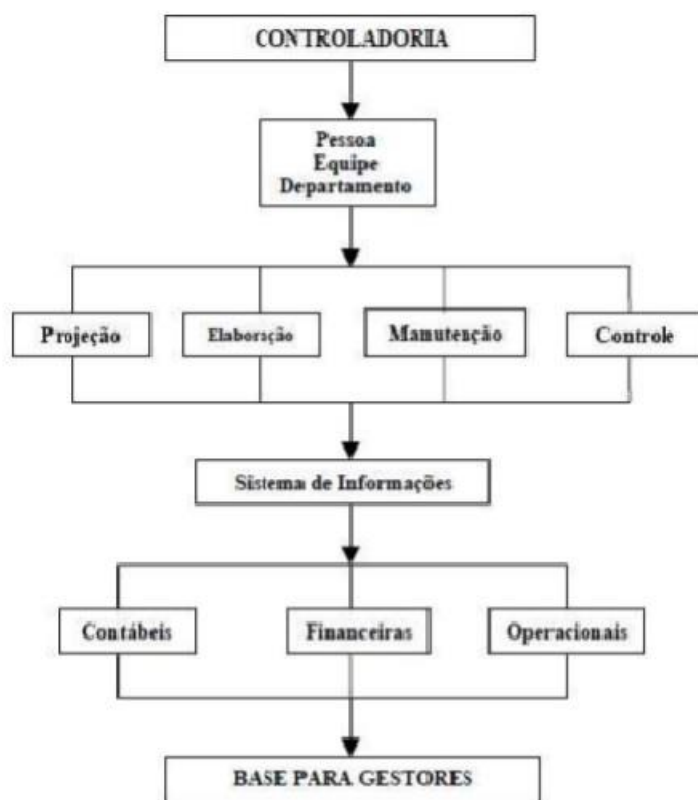 CONTROLADORIA
Pessoa
Equipe
Departamento
Projeção
Elaboração
Manutenção
Controle
Sistema de Informações
Contábeis
Financeiras
Operacionais
BASE PARA GESTORES